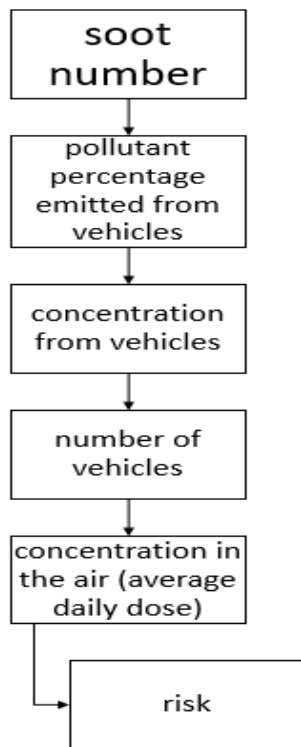 soot
number
pollutant
percentage
emitted from
vehicles
concentration
from vehicles
number of
vehicles
concentration in
the air (average
daily dose)
risk